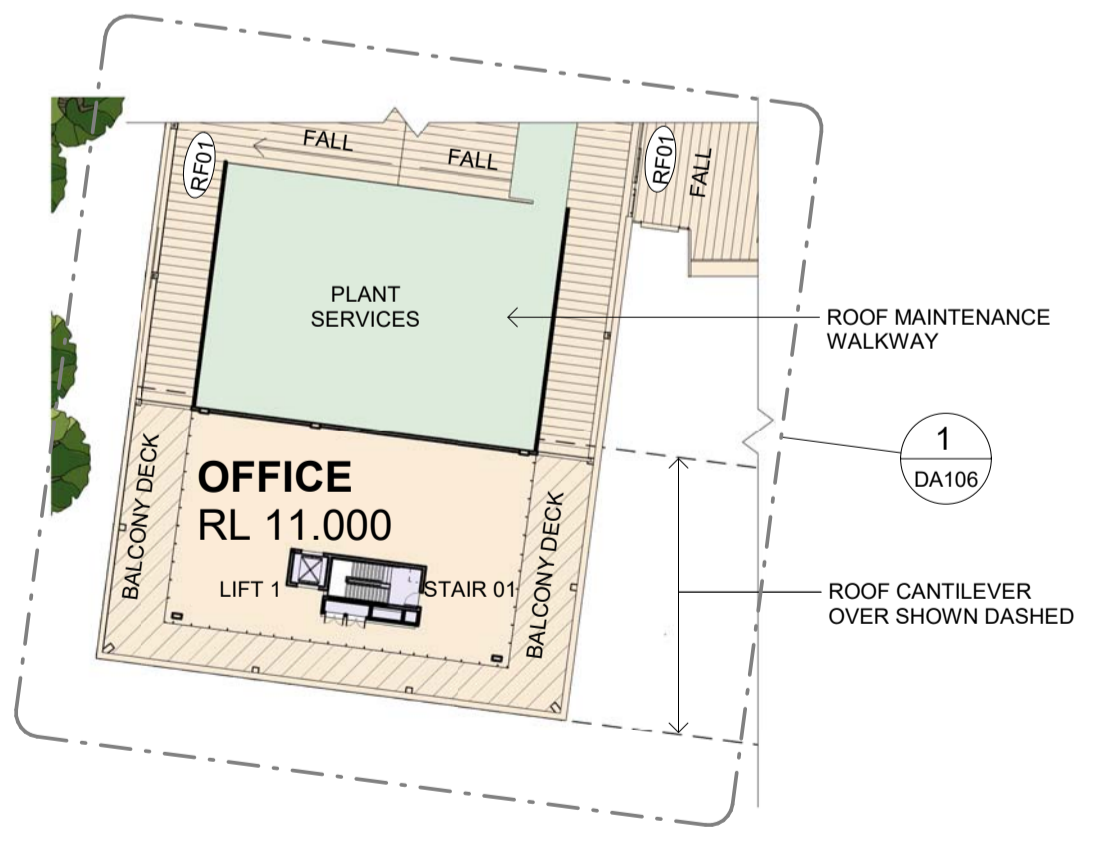 FALL
FALL
RF01
RF01
FALL
PLANT
SERVICES
ROOF MAINTENANCE
WALKWAY
1
DA106
BALCONY DECK
OFFICE
RL 11.000
LIFT 1
STAIR 01
BALCONY DECK
ROOF CANTILEVER
OVER SHOWN DASHED